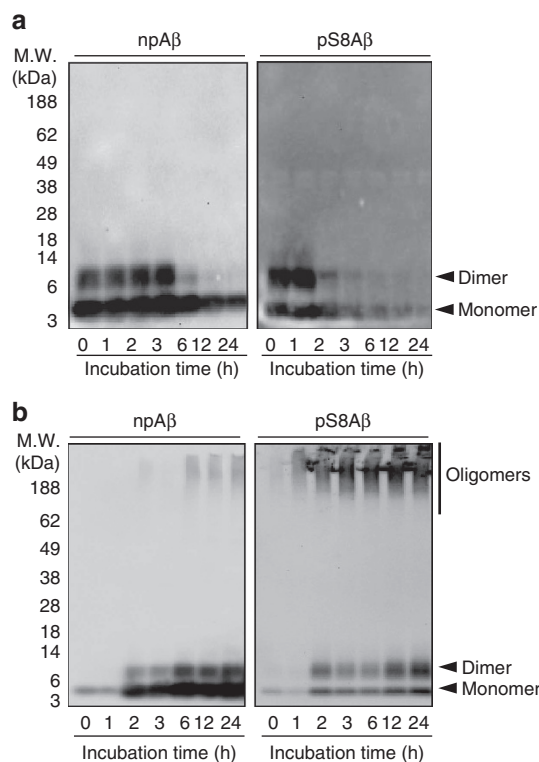 a
npAβ pS8Aβ
M.W.
(kDa)
188
62
49
38
28
18
14
6
3
Dimer
Monomer
0 1 2 3 6 12 24 0 1 2 3 6 12 24
Incubation time (h) Incubation time (h)
b
npAβ pS8Aβ
M.W.
(kDa)
188
62
49
38
28
18
14
6
3
Oligomers
Dimer
Monomer
0 1 2 3 6 12 24 0 1 2 3 6 12 24
Incubation time (h) Incubation time (h)